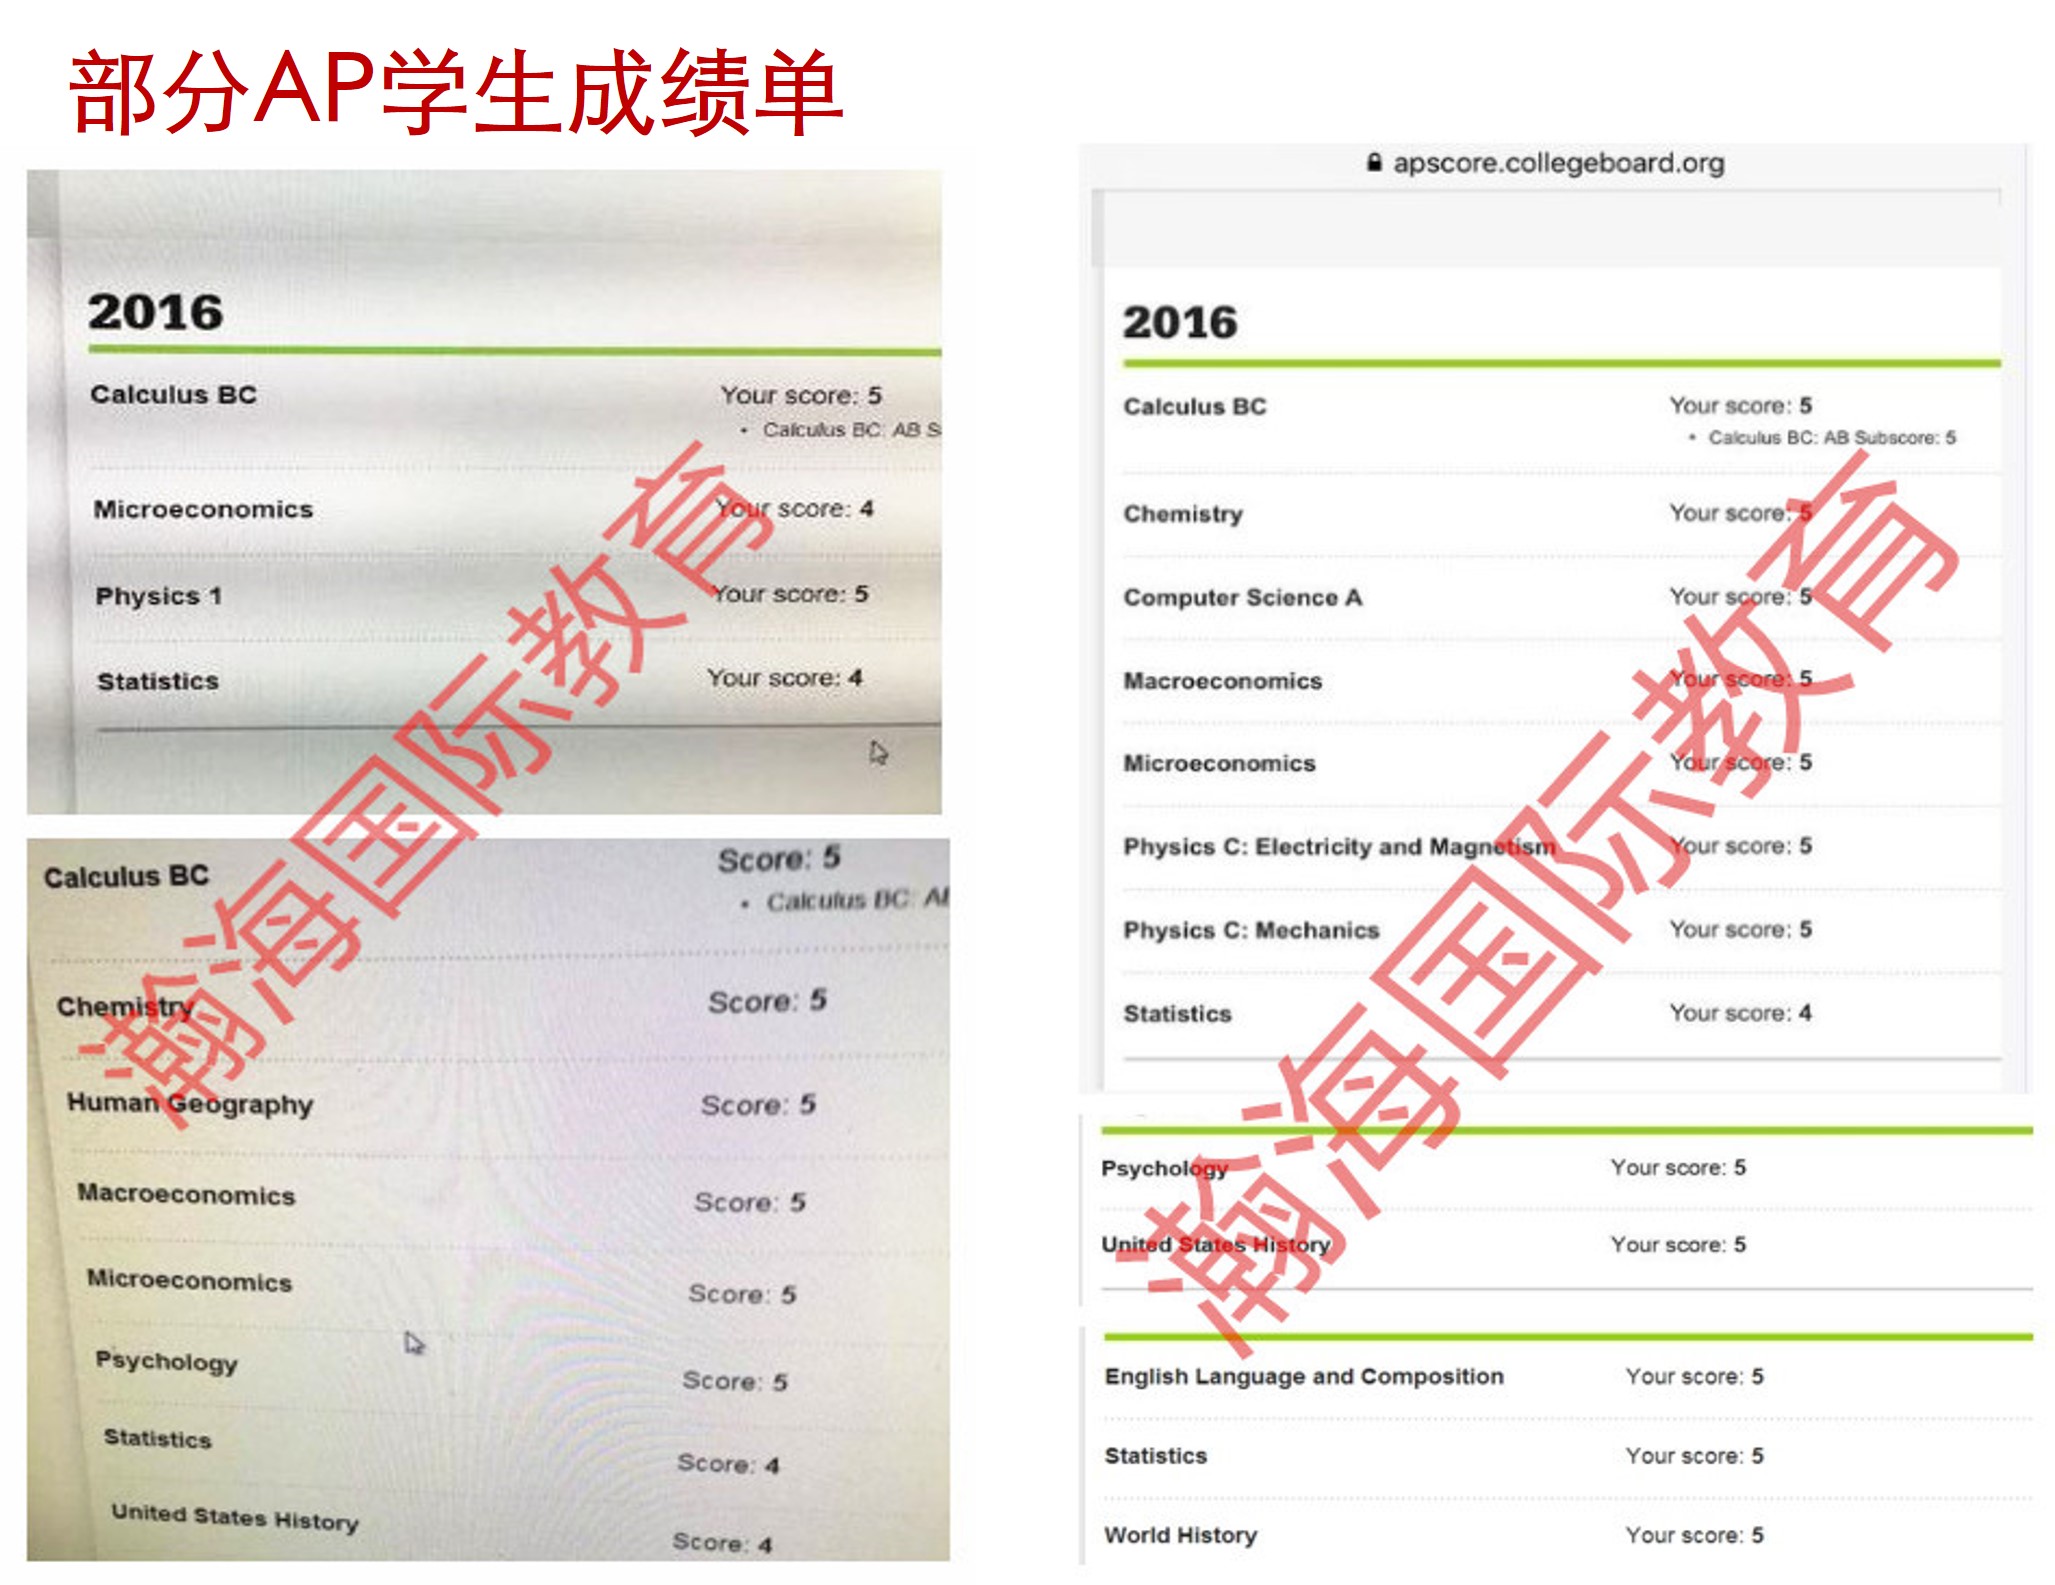 部分AP学生成绩单
2016
Calculus BC Your score: 5
• Calculus BC: AB S
Microeconomics Your score: 4
Physics 1 Your score: 5
Statistics Your score: 4
Calculus BC Score: 5
• Calculus BC:
Chemistry Score: 5
Human Geography Score: 5
Macroeconomics Score: 5
Microeconomics Score: 5
Psychology Score: 5
Statistics Score: 4
United States History Score: 4
瀚海国际教育
apscore.collegeboard.org
2016
Calculus BC Your score: 5
• Calculus BC: AB Subscore: 5
Chemistry Your score: 5
Computer Science A Your score: 5
Macroeconomics Your score: 5
Microeconomics Your score: 5
Physics C: Electricity and Magnetism Your score: 5
Physics C: Mechanics Your score: 5
Statistics Your score: 4
Psychology Your score: 5
United States History Your score: 5
English Language and Composition Your score: 5
Statistics Your score: 5
World History Your score: 5
瀚海国际教育